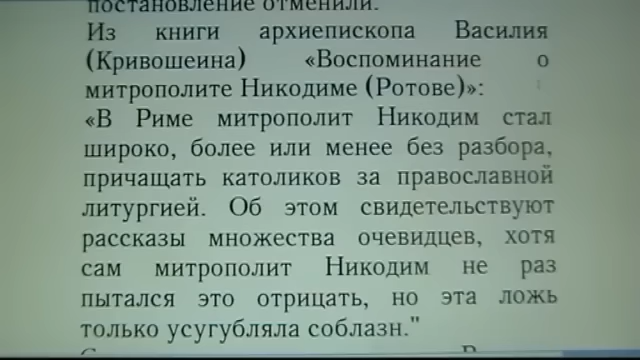 постановление отменили.
Из книги архиепископа Василия
(Кривошеина) «Воспоминание о
митрополите Никодиме (Ротове)»:
«В Риме митрополит Никодим стал
широко, более или менее без разбора,
причащать католиков за православной
литургией. Об этом свидетельствуют
рассказы множества очевидцев, хотя
сам митрополит Никодим не раз
пытался это отрицать, но эта ложь
только усугубляла соблазн."